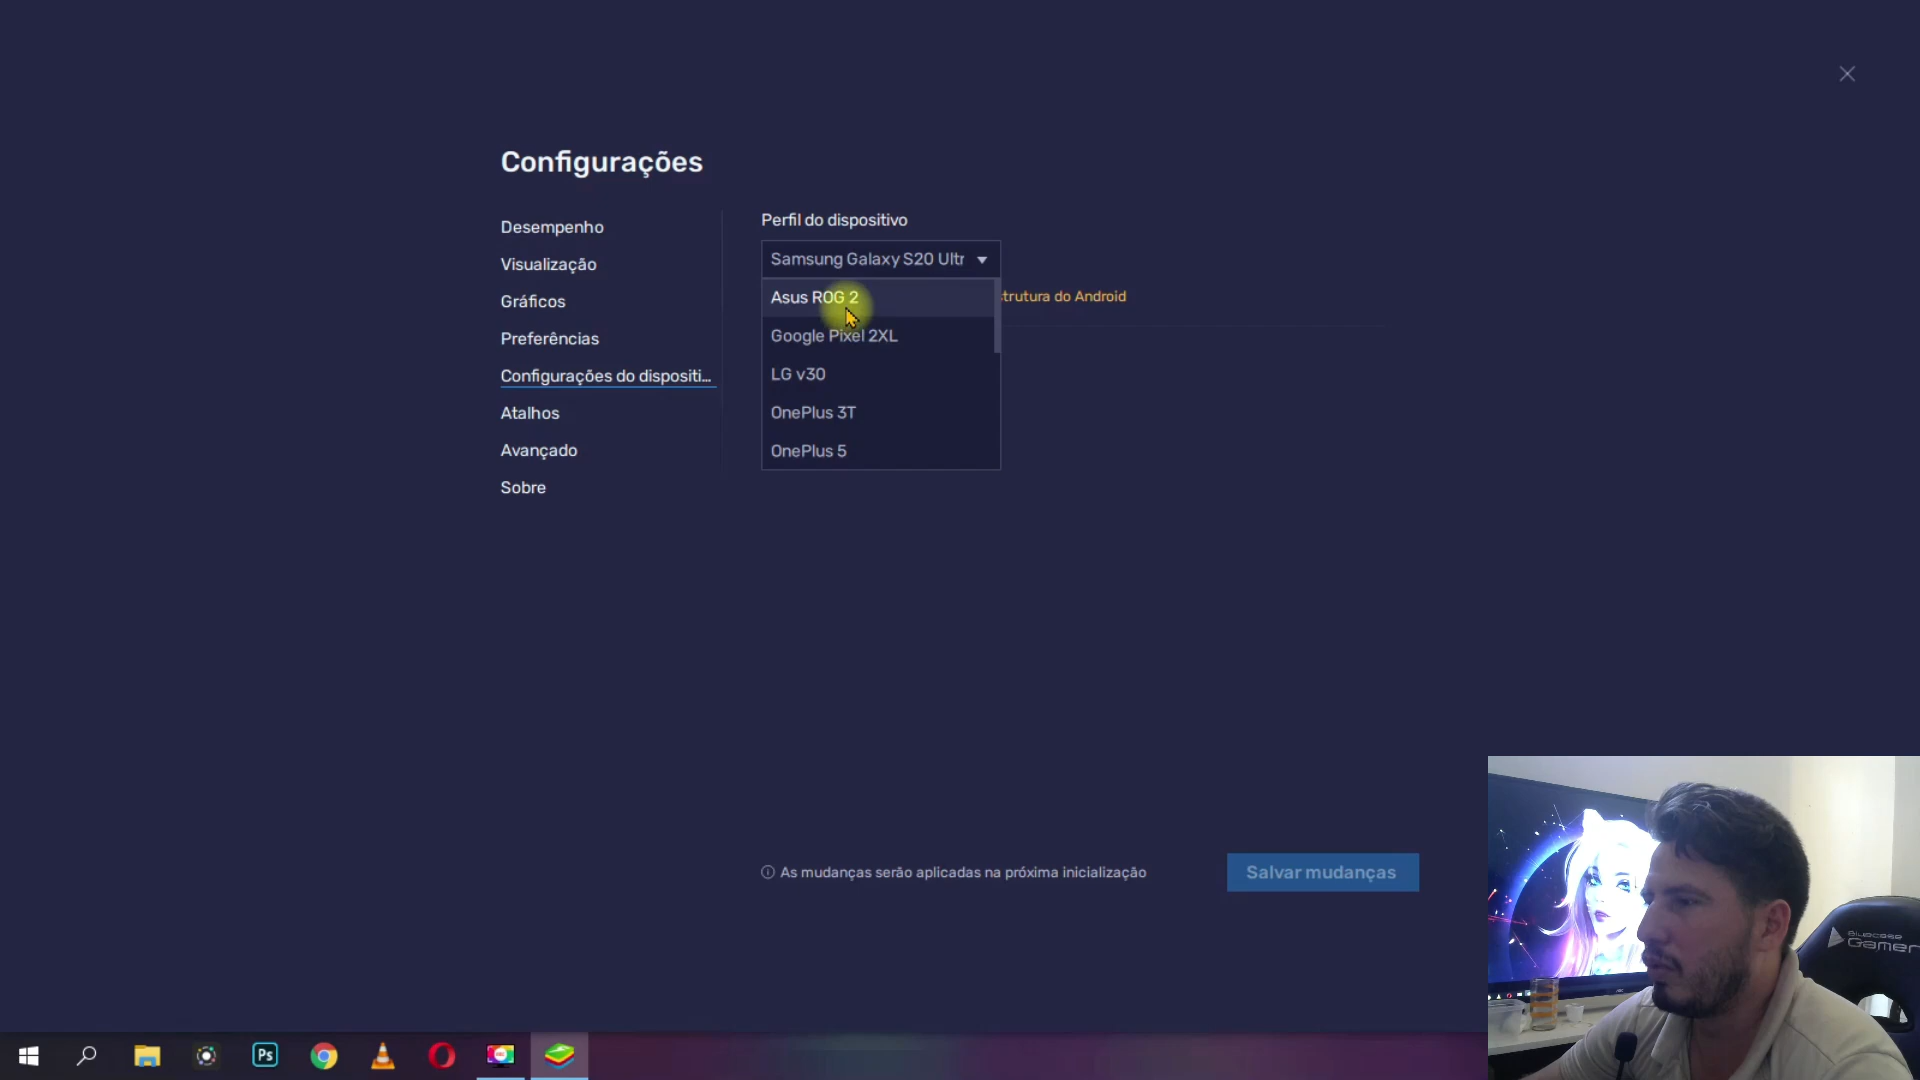 Configurações
Desempenho
Visualização
Gráficos
Preferências
Configurações do dispositi...
Atalhos
Avançado
Sobre
Perfil do dispositivo
Samsung Galaxy S20 Ultr
Asus ROG 2
Google Pixel 2XL
LG v30
OnePlus 3T
OnePlus 5
trutura do Android
As mudanças serão aplicadas na próxima inicialização
Salvar mudanças
Ps
Gamer